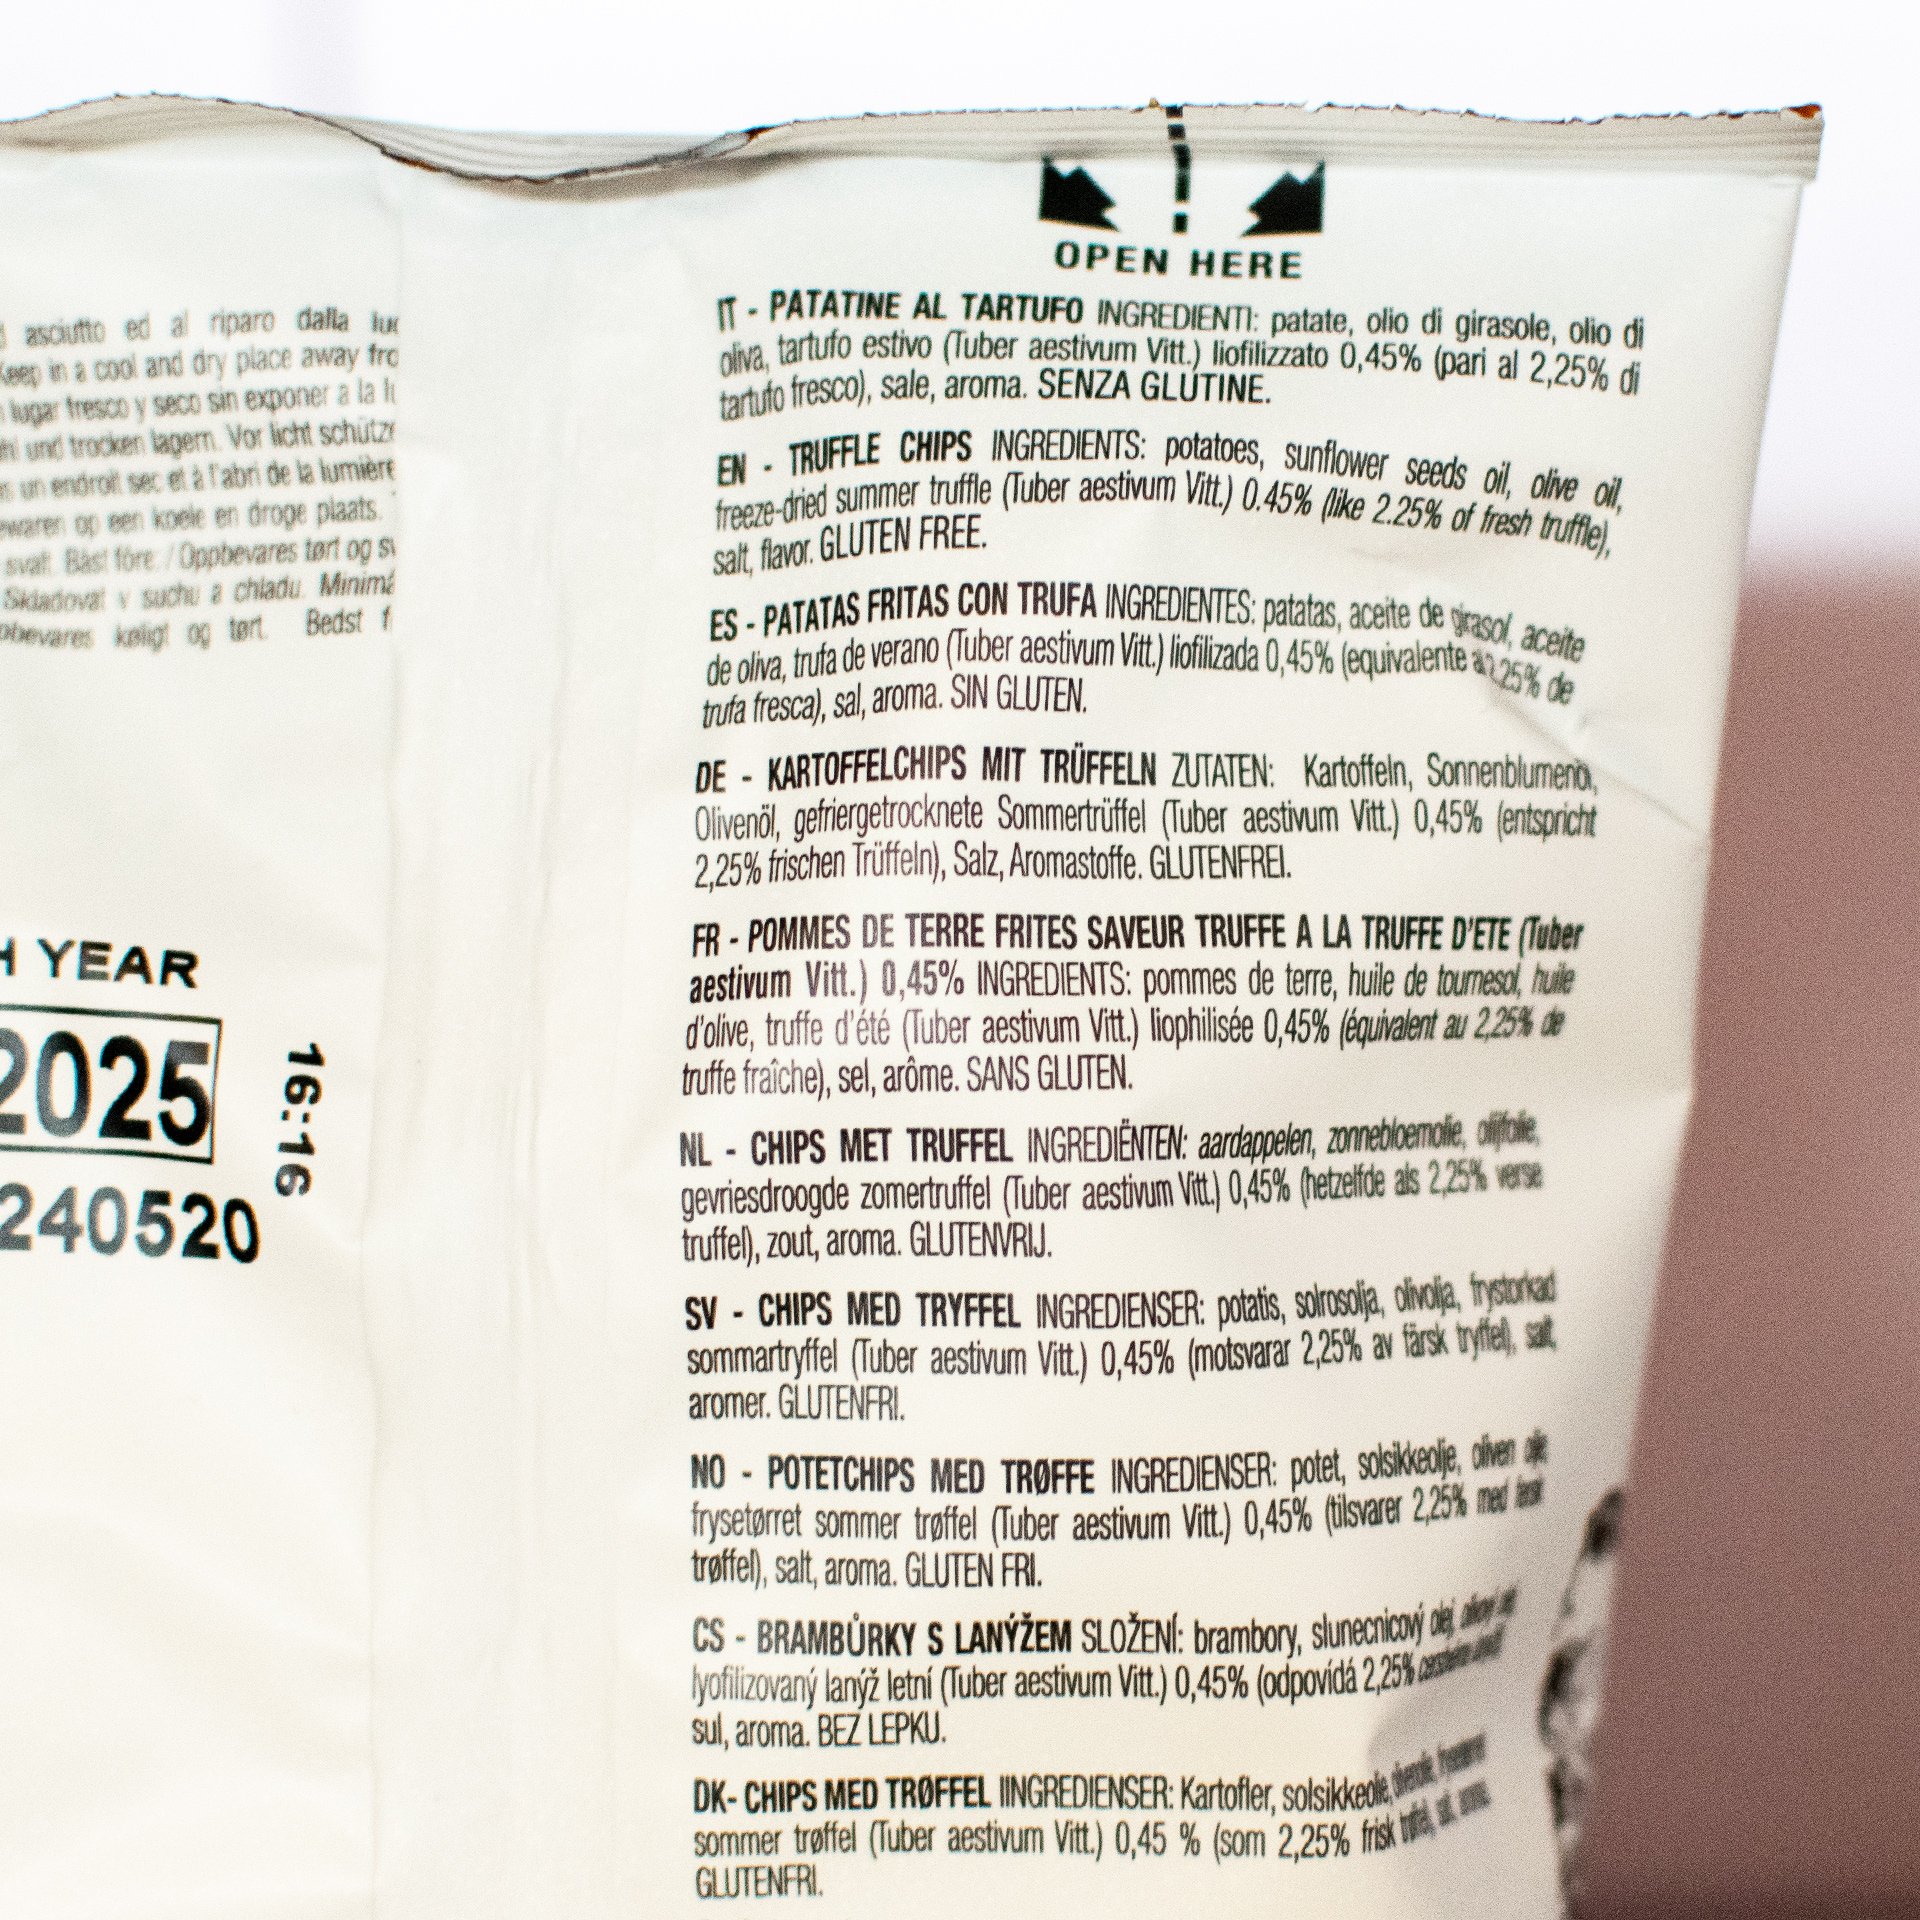 OPEN HERE
IT - PATATINE AL TARTUFO INGREDIENTI: patate, olio di girasole, olio di
oliva, tartufo estivo (Tuber aestivum Vitt.) liofilizzato 0,45% (pari al 2,25% di
tartufo fresco), sale, aroma. SENZA GLUTINE.
EN - TRUFFLE CHIPS INGREDIENTS: potatoes, sunflower seeds oil, olive oil,
freeze-dried summer truffle (Tuber aestivum Vitt.) 0.45% (like 2.25% of fresh truffle),
salt, flavor. GLUTEN FREE.
ES - PATATAS FRITAS CON TRUFA INGREDIENTES: patatas, aceite de girasol, aceite
de oliva, trufa de verano (Tuber aestivum Vitt.) liofilizada 0,45% (equivalente a 2,25% de
trufa fresca), sal, aroma. SIN GLUTEN.
DE - KARTOFFELCHIPS MIT TRÜFFELN ZUTATEN: Kartoffeln, Sonnenblumenöl,
Olivenöl, gefriergetrocknete Sommertrüffel (Tuber aestivum Vitt.) 0,45% (entspricht
2,25% frischen Trüffeln), Salz, Aromastoffe. GLUTENFREI.
FR - POMMES DE TERRE FRITES SAVEUR TRUFFE A LA TRUFFE D'ETE (Tuber
aestivum Vitt.) 0,45% INGREDIENTS: pommes de terre, huile de tournesol, huile
d'olive, truffe d'été (Tuber aestivum Vitt.) liophilisée 0,45% (équivalent au 2,25% de
truffe fraîche), sel, arôme. SANS GLUTEN.
NL - CHIPS MET TRUFFEL INGREDIËNTEN: aardappelen, zonnebloemolie, olijfolie,
gevriesdroogde zomertruffel (Tuber aestivum Vitt.) 0,45% (hetzelfde als 2,25% verse
truffel), zout, aroma. GLUTENVRIJ.
SV - CHIPS MED TRYFFEL INGREDIENSER: potatis, solrosolja, olivolja, frystorkad
sommartryffel (Tuber aestivum Vitt.) 0,45% (motsvarar 2,25% av färsk tryffel), salt,
aromer. GLUTENFRI.
NO - POTETCHIPS MED TRØFFE INGREDIENSER: potet, solsikkeolje, oliven olje
frysetørret sommer trøffel (Tuber aestivum Vitt.) 0,45% (tilsvarer 2,25% med fersk
trøffel), salt, aroma. GLUTEN FRI.
CS - BRAMBŮRKY S LANÝŽEM SLOŽENÍ: brambory, slunecnicový olej,
lyofilizovaný lanýž letní (Tuber aestivum Vitt.) 0,45% (odpovídá 2,25%
sul, aroma. BEZ LEPKU.
DK- CHIPS MED TRØFFEL IINGREDIENSER: Kartofler, solsikkeolie,
sommer trøffel (Tuber aestivum Vitt.) 0,45 % (som 2,25% frisk
GLUTENFRI.
asciutto ed al riparo dalla luc
Keep in a cool and dry place away fro
lugar fresco y seco sin exponer a la lu
und trocken lagern. Vor licht schütze
un endroit sec et à l'abri de la lumière
ewaren op een koele en droge plaats.
svalt. Bäst före: / Oppbevares tørt og sv
Skladovat v suchu a chladu. Minimá
obevares køligt og tørt. Bedst f
H YEAR
2025
16:16
240520